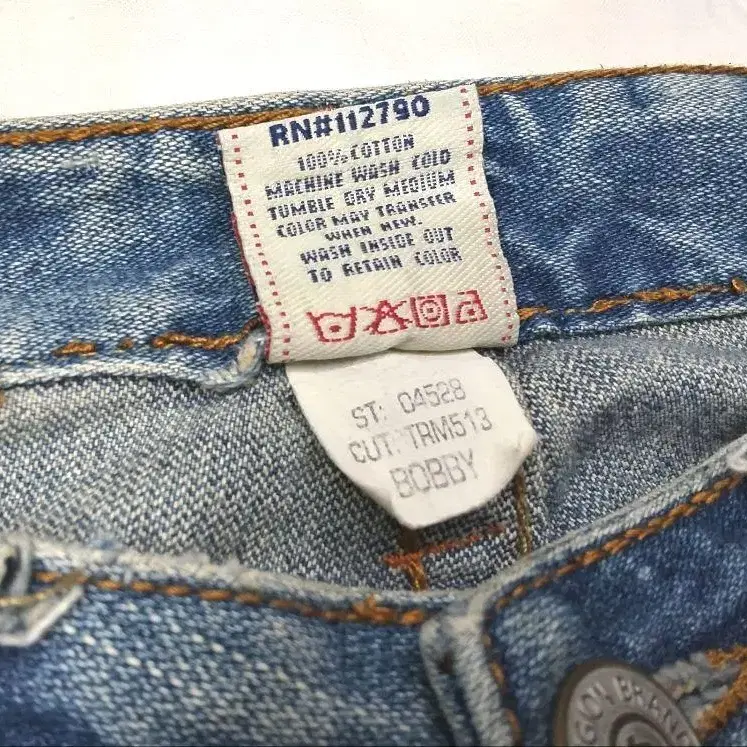 RN#112790
100% COTTON
MACHINE WASH COLD
TUMBLE DRY MEDIUM
COLOR MAY TRANSFER
WHEN NEW.
WASH INSIDE OUT
TO RETAIN COLOR
ST: 04528
CUT: TRM513
BOBBY
BRAN